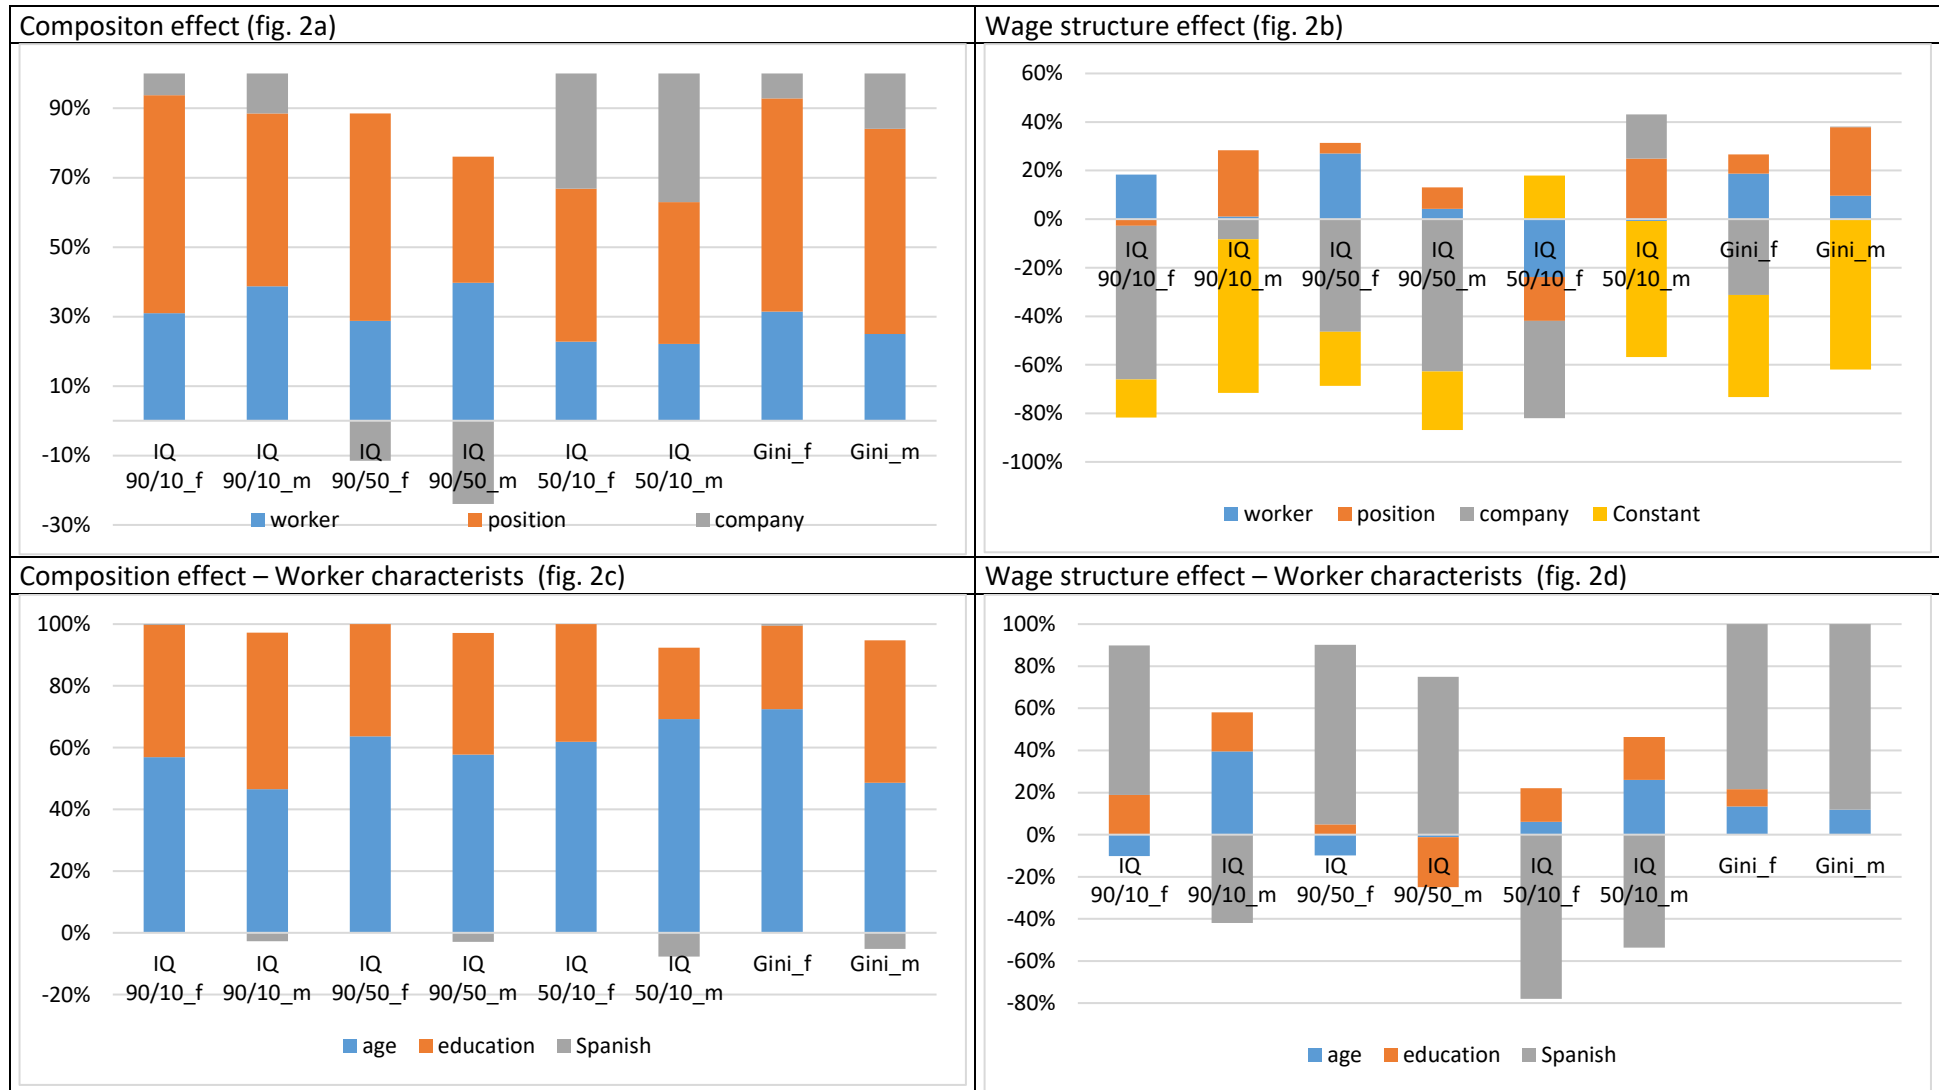 Compositon effect (fig. 2a)
90%
70%
50%
30%
10%
-10%
-30%
IQ 90/10_f
IQ 90/10_m
IQ 90/50_f
IQ 90/50_m
IQ 50/10_f
IQ 50/10_m
Gini_f
Gini_m
worker position company
Wage structure effect (fig. 2b)
60%
40%
20%
0%
-20%
-40%
-60%
-80%
-100%
IQ 90/10_f
IQ 90/10_m
IQ 90/50_f
IQ 90/50_m
IQ 50/10_f
IQ 50/10_m
Gini_f
Gini_m
worker position company Constant
Composition effect – Worker characterists (fig. 2c)
100%
80%
60%
40%
20%
0%
-20%
IQ 90/10_f
IQ 90/10_m
IQ 90/50_f
IQ 90/50_m
IQ 50/10_f
IQ 50/10_m
Gini_f
Gini_m
age education Spanish
Wage structure effect – Worker characterists (fig. 2d)
100%
80%
60%
40%
20%
0%
-20%
-40%
-60%
-80%
IQ 90/10_f
IQ 90/10_m
IQ 90/50_f
IQ 90/50_m
IQ 50/10_f
IQ 50/10_m
Gini_f
Gini_m
age education Spanish